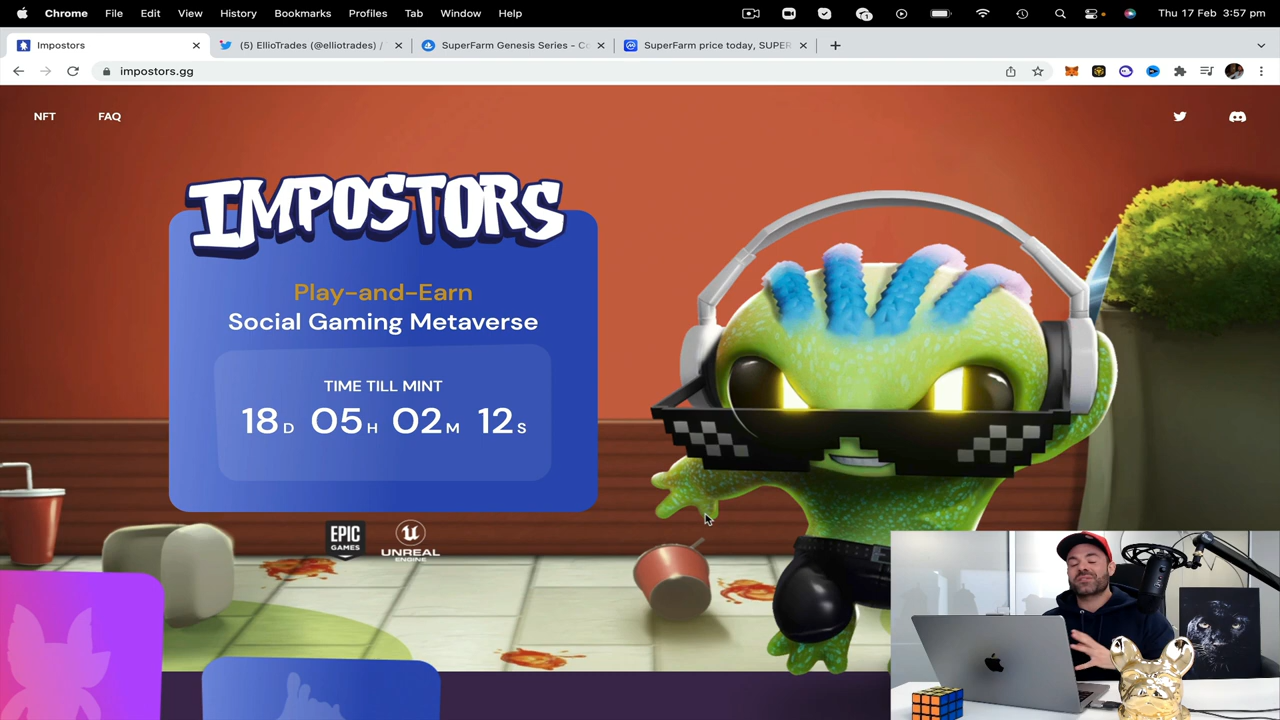 Chrome File Edit View History Bookmarks Profiles Tab Window Help
1
Thu 17 Feb 3:57 pm
Impostors
(5) EllioTrades (@elliotrades) /
SuperFarm Genesis Series - Co
SuperFarm price today, SUPER
impostors.gg
NFT
FAQ
IMPOSTORS
Play-and-Earn
Social Gaming Metaverse
TIME TILL MINT
18 D 05 H 02 M 12 S
EPIC
GAMES
UNREAL
ENGINE